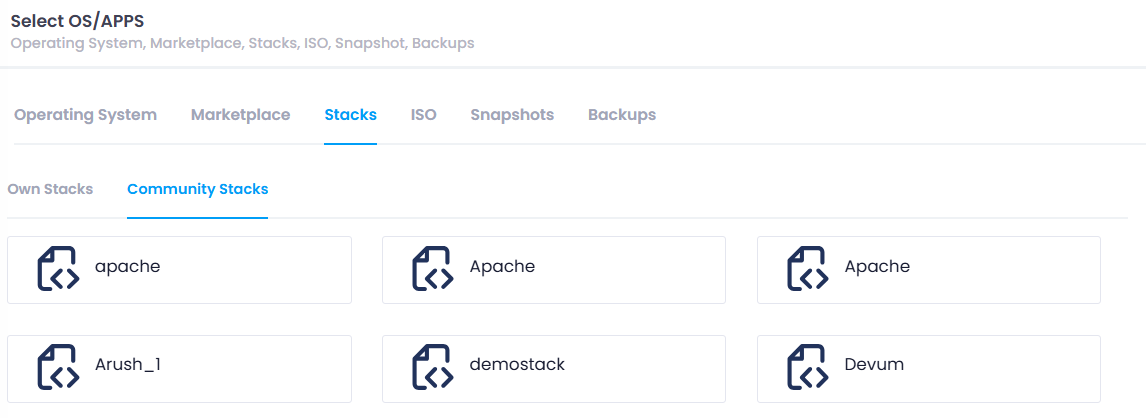 Select OS/APPS
Operating System, Marketplace, Stacks, ISO, Snapshot, Backups
Operating System Marketplace Stacks ISO Snapshots Backups
Own Stacks Community Stacks
apache Apache Apache
Arush_1 demostack Devum